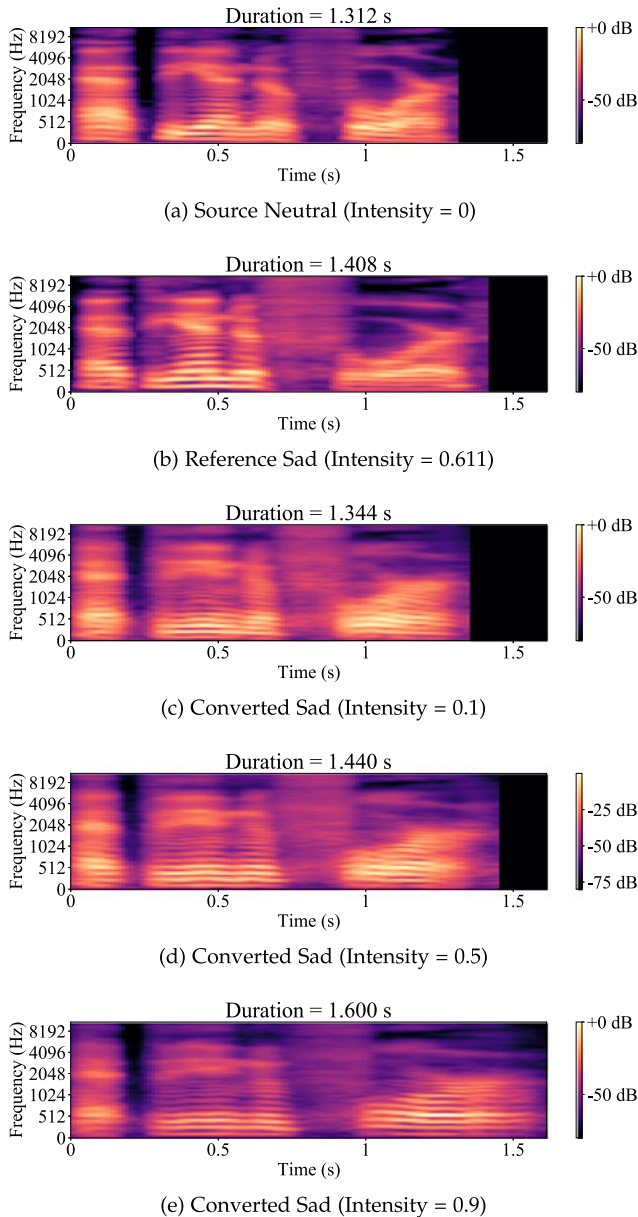 Duration = 1.312 s
Frequency (Hz)
8192
4096
2048
1024
512
0
0
0.5
1
1.5
Time (s)
+0 dB
-50 dB
(a) Source Neutral (Intensity = 0)
Duration = 1.408 s
Frequency (Hz)
8192
4096
2048
1024
512
0
0
0.5
1
1.5
Time (s)
+0 dB
-50 dB
(b) Reference Sad (Intensity = 0.611)
Duration = 1.344 s
Frequency (Hz)
8192
4096
2048
1024
512
0
0
0.5
1
1.5
Time (s)
+0 dB
-50 dB
(c) Converted Sad (Intensity = 0.1)
Duration = 1.440 s
Frequency (Hz)
8192
4096
2048
1024
512
0
0
0.5
1
1.5
Time (s)
-25 dB
-50 dB
-75 dB
(d) Converted Sad (Intensity = 0.5)
Duration = 1.600 s
Frequency (Hz)
8192
4096
2048
1024
512
0
0
0.5
1
1.5
Time (s)
+0 dB
-50 dB
(e) Converted Sad (Intensity = 0.9)